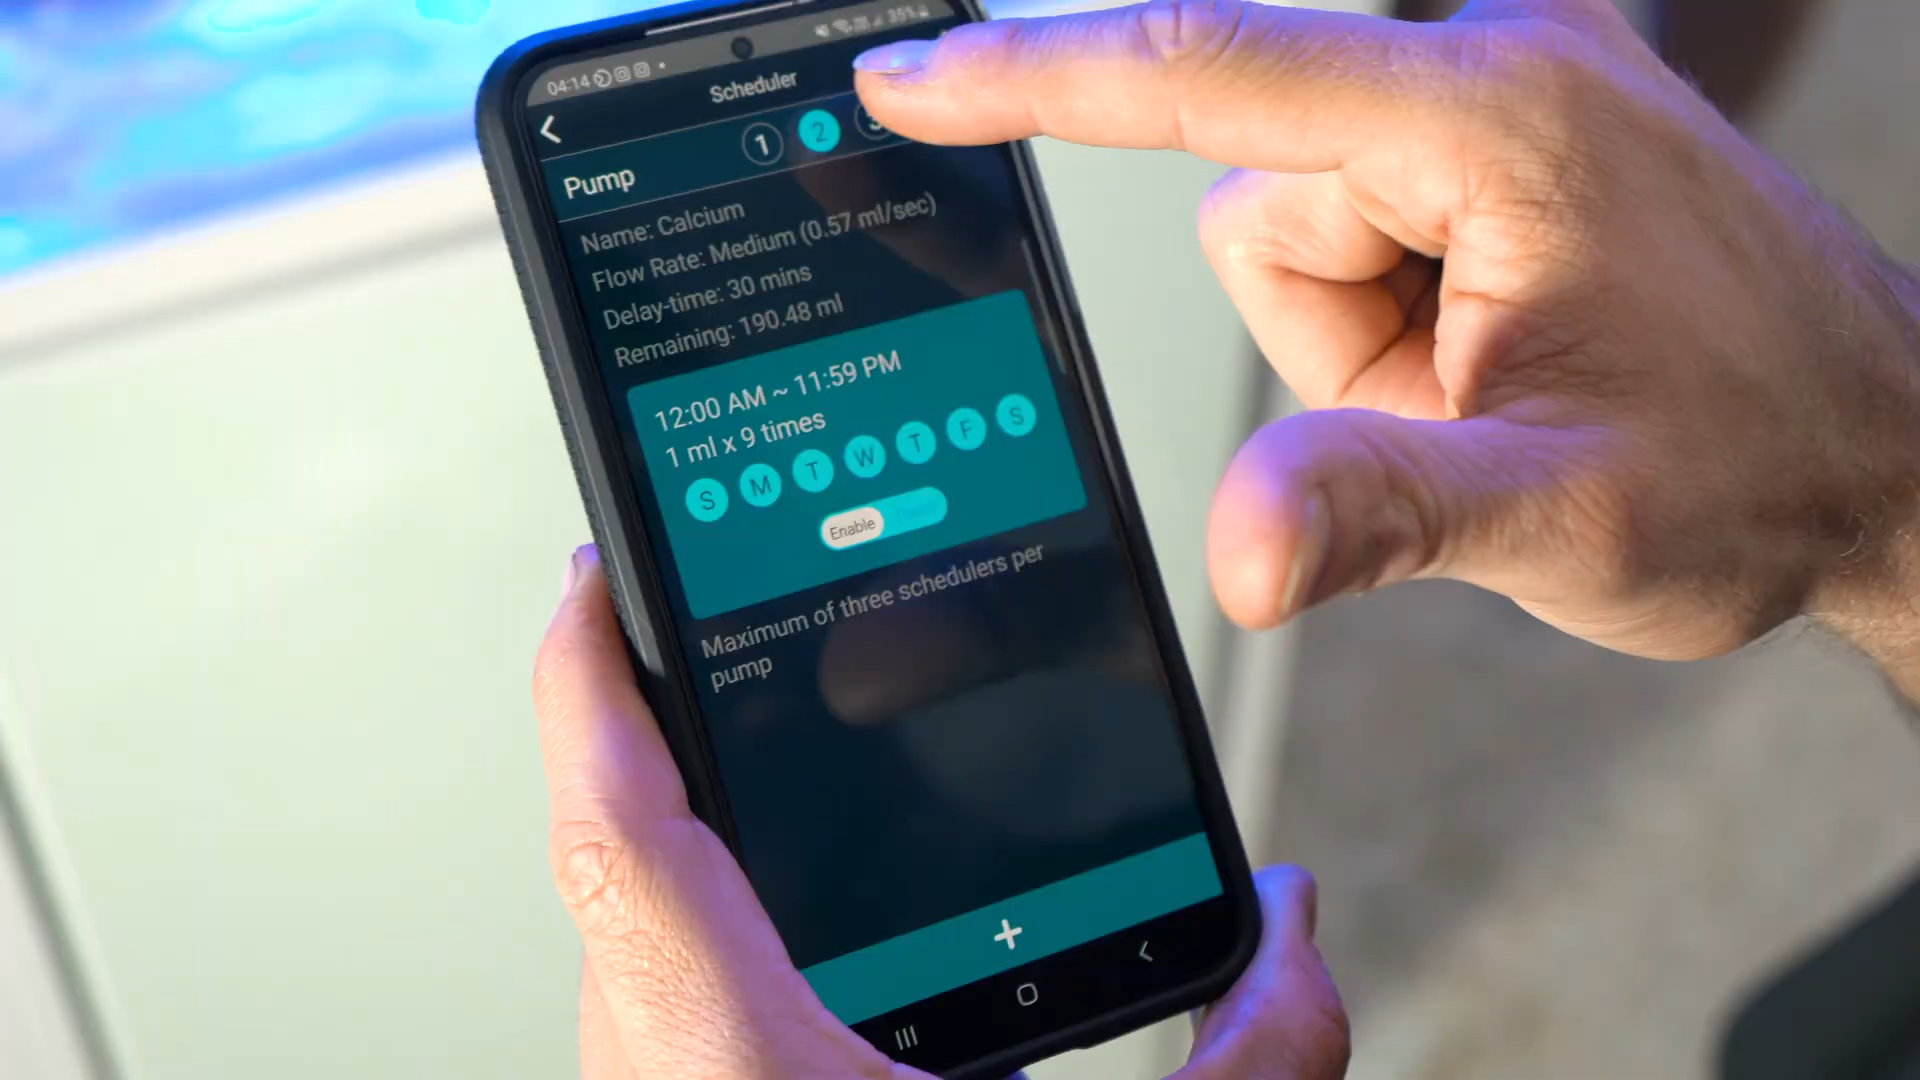 04:14 35%
Scheduler
Pump 1 2 3
Name: Calcium
Flow Rate: Medium (0.57 ml/sec)
Delay-time: 30 mins
Remaining: 190.48 ml
12:00 AM ~ 11:59 PM
1 ml x 9 times
S M T W T F S
Enable
Maximum of three schedulers per
pump
+